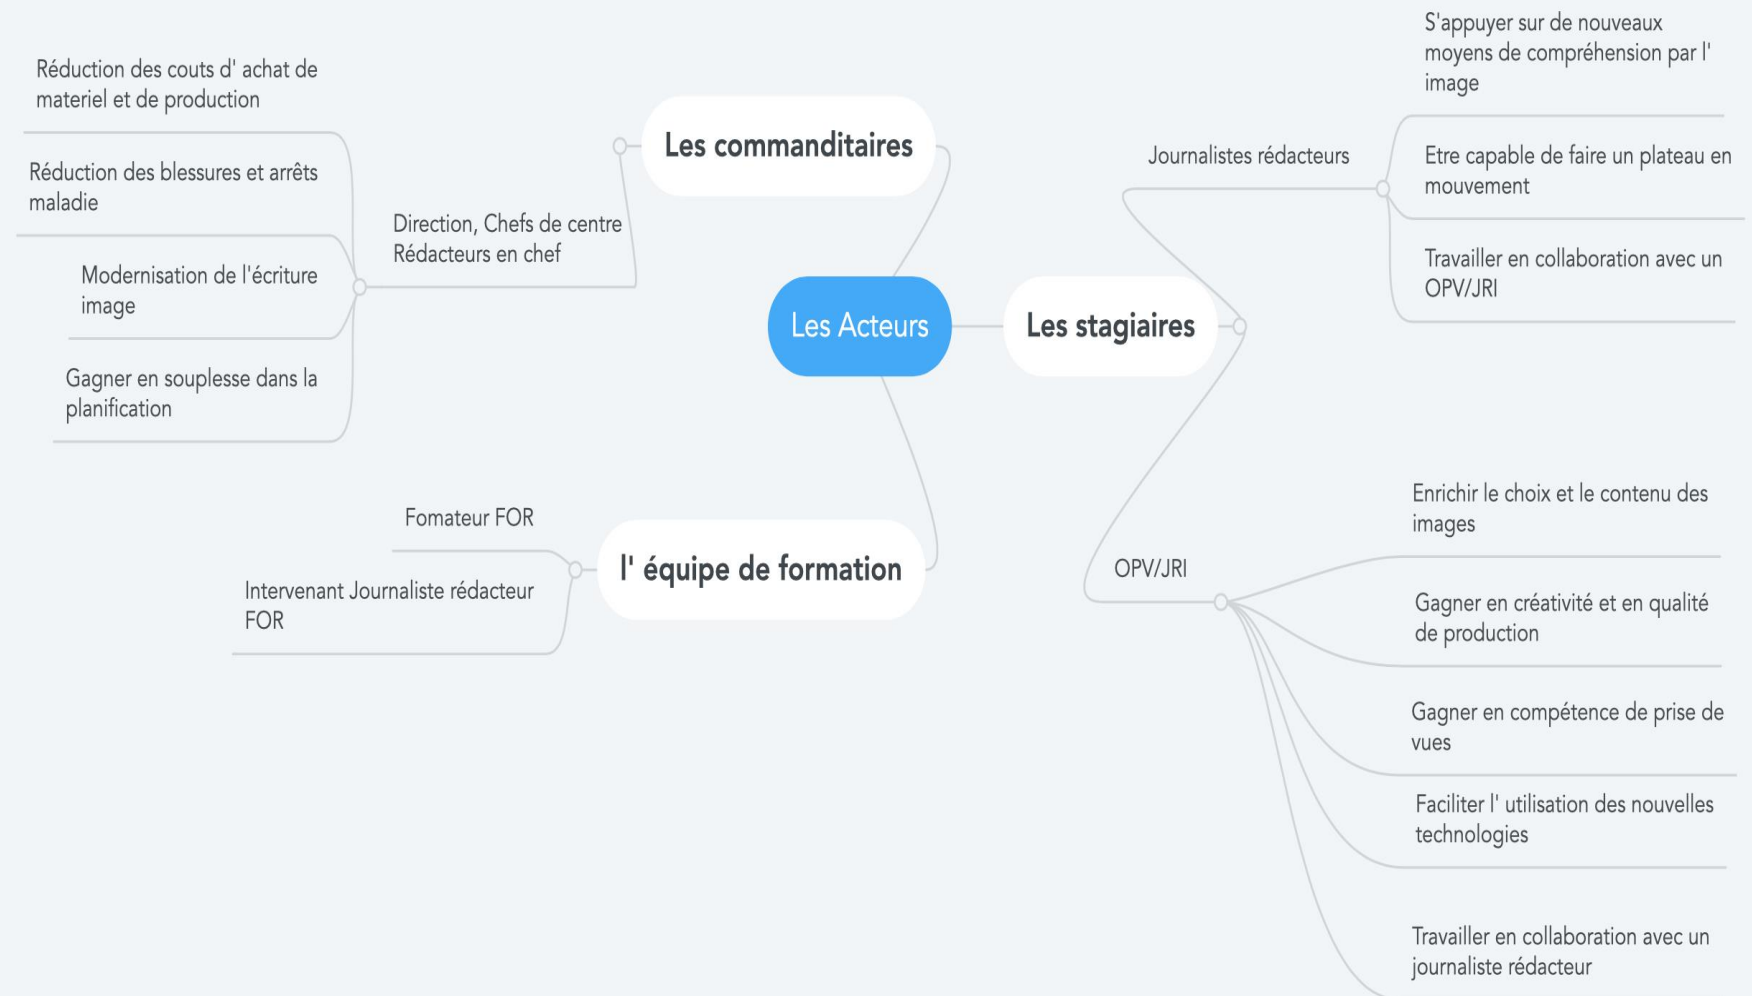 Les Acteurs
Les commanditaires
Direction, Chefs de centre
Rédacteurs en chef
Réduction des couts d' achat de
materiel et de production
Réduction des blessures et arrêts
maladie
Modernisation de l'écriture
image
Gagner en souplesse dans la
planification
l' équipe de formation
Fomateur FOR
Intervenant Journaliste rédacteur
FOR
Les stagiaires
Journalistes rédacteurs
S'appuyer sur de nouveaux
moyens de compréhension par l'
image
Etre capable de faire un plateau en
mouvement
Travailler en collaboration avec un
OPV/JRI
OPV/JRI
Enrichir le choix et le contenu des
images
Gagner en créativité et en qualité
de production
Gagner en compétence de prise de
vues
Faciliter l' utilisation des nouvelles
technologies
Travailler en collaboration avec un
journaliste rédacteur